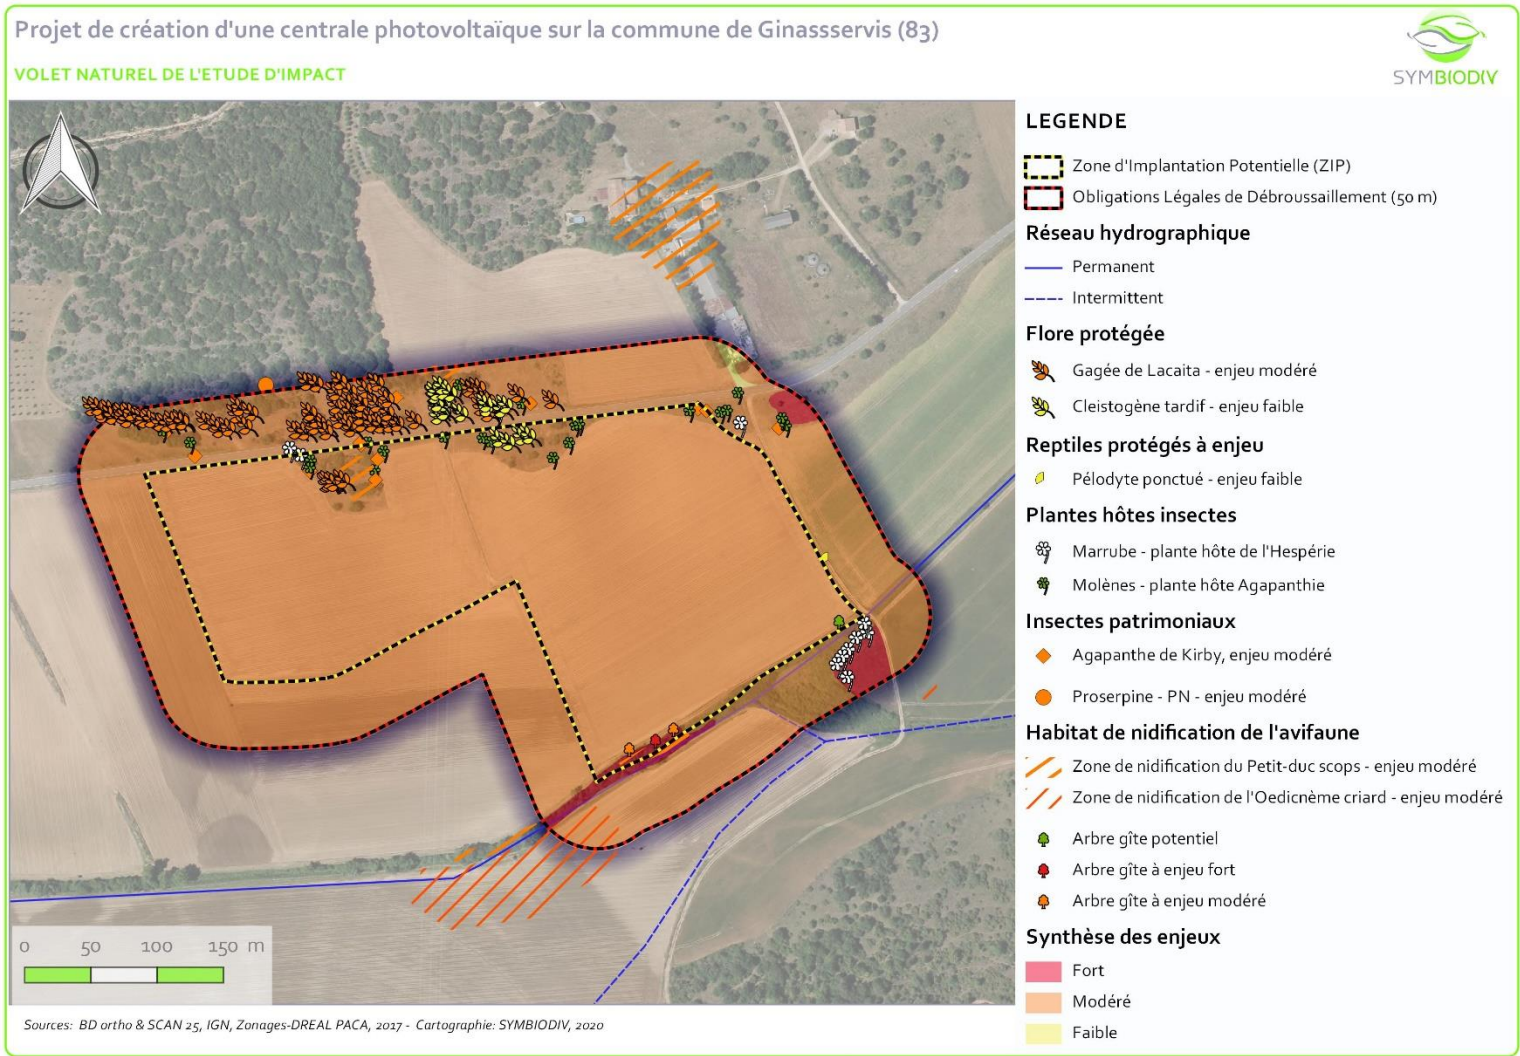 Projet de création d'une centrale photovoltaïque sur la commune de Ginassservis (83)
VOLET NATUREL DE L'ETUDE D'IMPACT
SYMBIODIV
LEGENDE
Zone d'Implantation Potentielle (ZIP)
Obligations Légales de Débroussaillement (50 m)
Réseau hydrographique
Permanent
Intermittent
Flore protégée
Gagée de Lacaita - enjeu modéré
Cleistogène tardif - enjeu faible
Reptiles protégés à enjeu
Pélodyte ponctué - enjeu faible
Plantes hôtes insectes
Marrube - plante hôte de l'Hespérie
Molènes - plante hôte Agapanthie
Insectes patrimoniaux
Agapanthe de Kirby, enjeu modéré
Proserpine - PN - enjeu modéré
Habitat de nidification de l'avifaune
Zone de nidification du Petit-duc scops - enjeu modéré
Zone de nidification de l'Oedicnème criard - enjeu modéré
Arbre gîte potentiel
Arbre gîte à enjeu fort
Arbre gîte à enjeu modéré
Synthèse des enjeux
Fort
Modéré
Faible
0 50 100 150 m
Sources: BD ortho & SCAN 25, IGN, Zonages-DREAL PACA, 2017 - Cartographie: SYMBIODIV, 2020